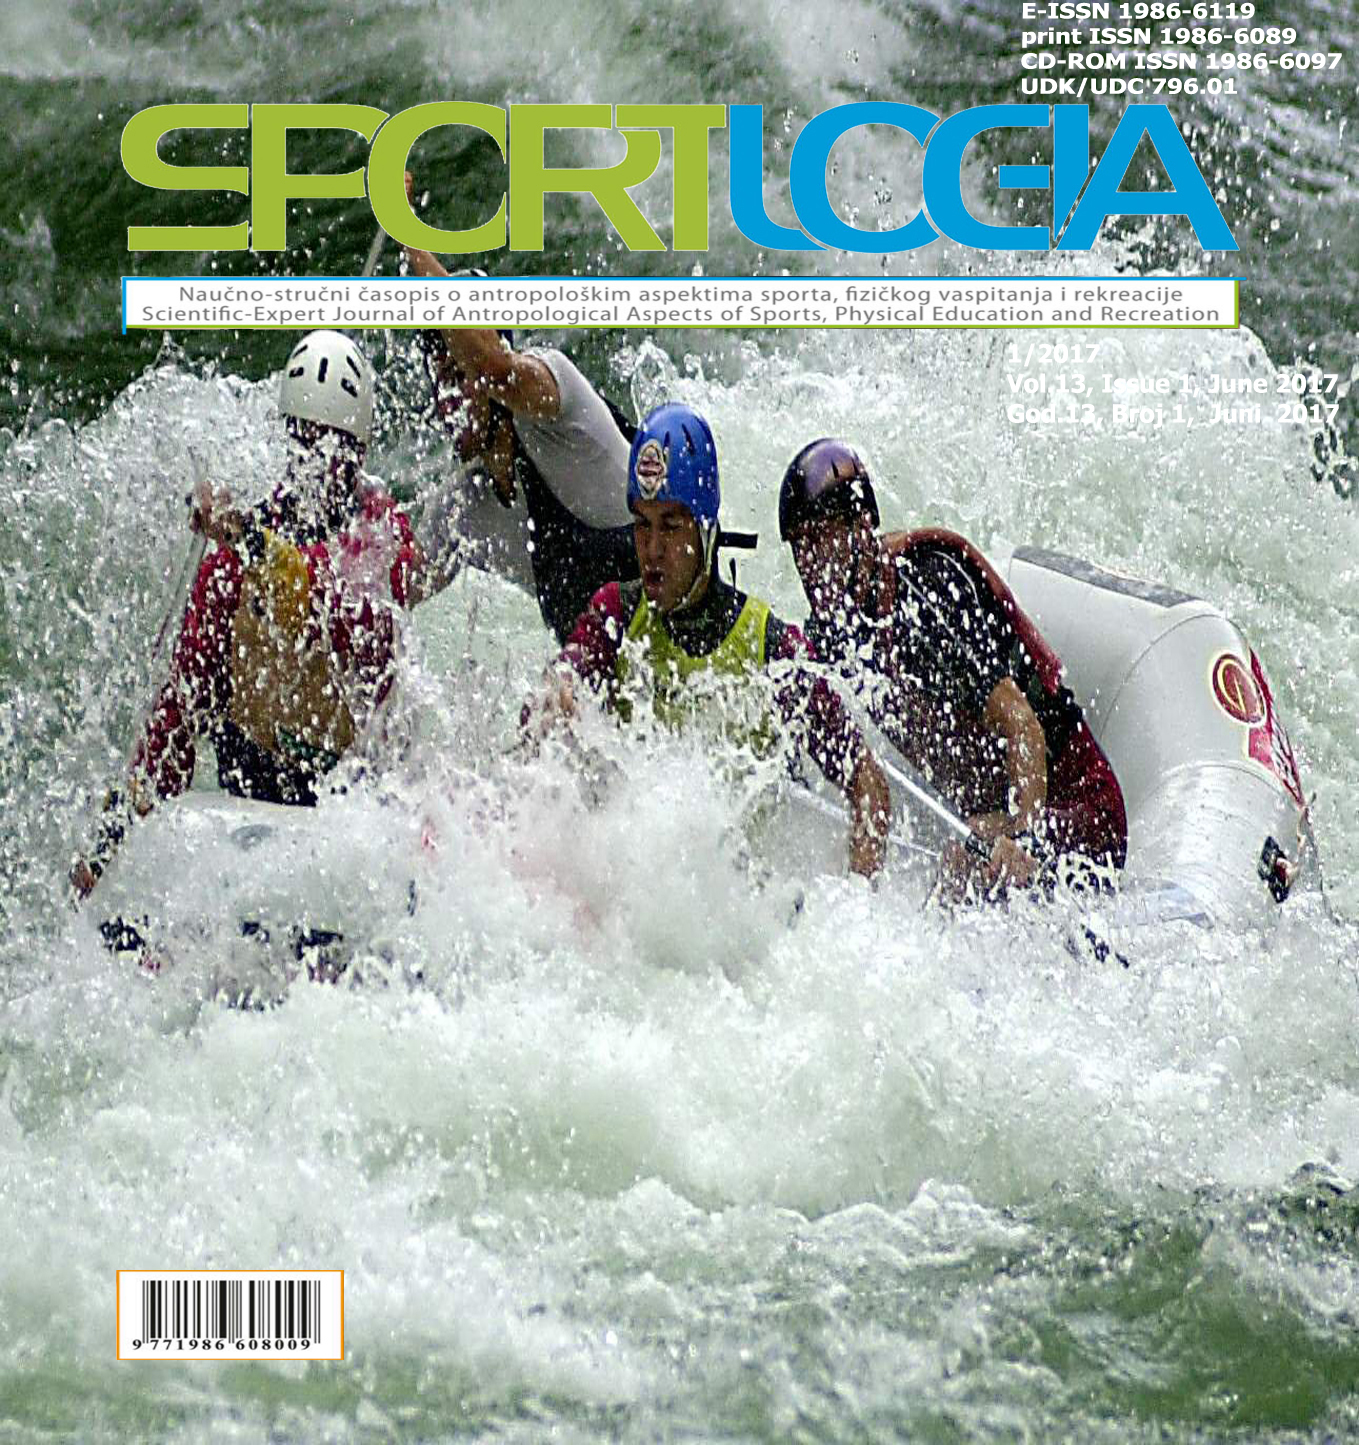 E-ISSN 1986-6119
print ISSN 1986-6089
CD-ROM ISSN 1986-6097
UDK/UDC 796.01
SPORTLOGIA
Naučno-stručni časopis o antropološkim aspektima sporta, fizičkog vaspitanja i rekreacije
Scientific-Expert Journal of Antropological Aspects of Sports, Physical Education and Recreation
1/2017
Vol.13, Issue 1, June 2017,
God.13, Broj 1, Juni, 2017
9 771986 608009